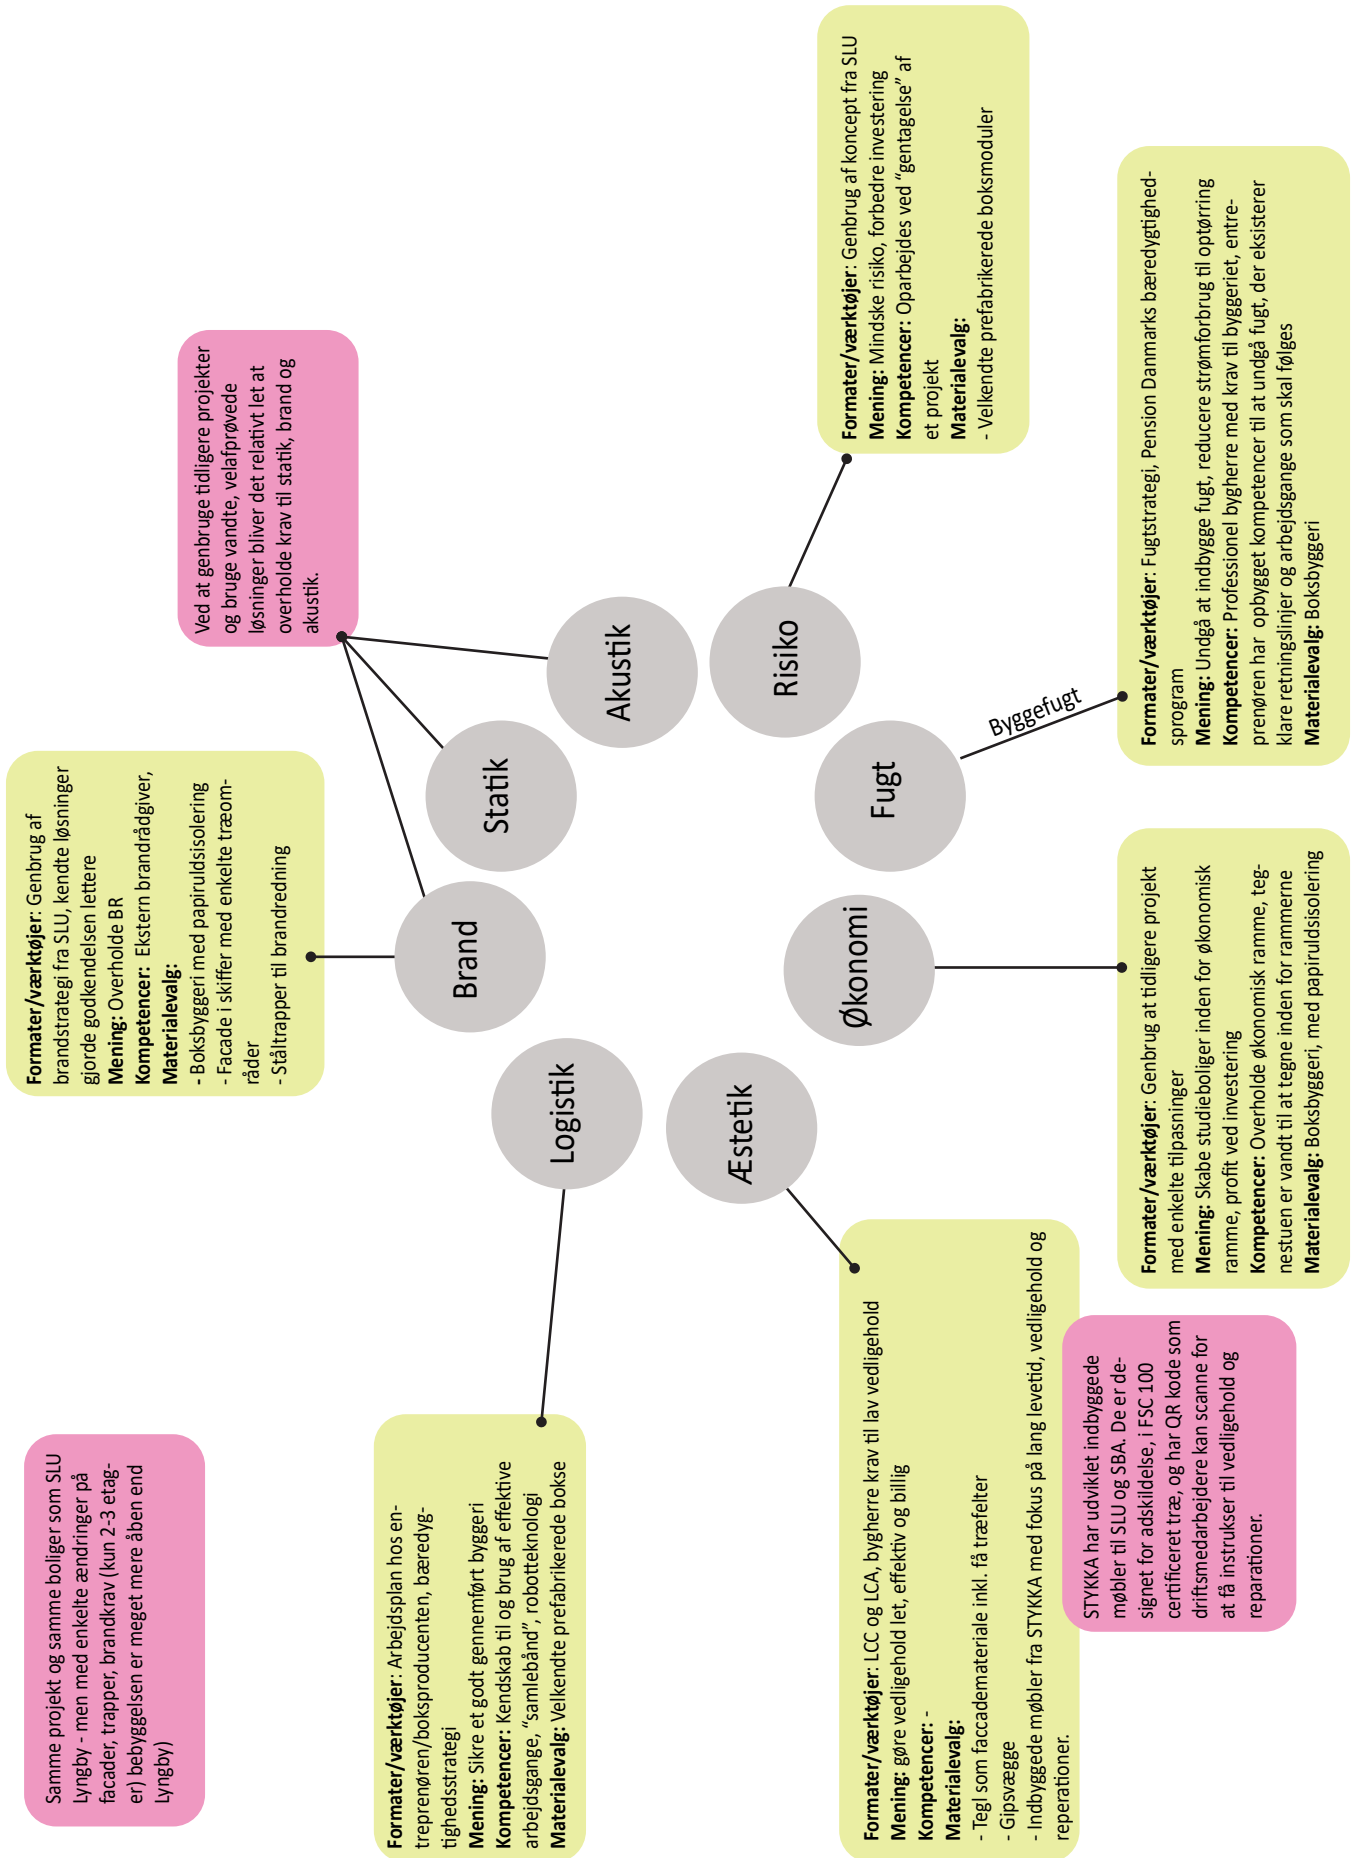 Samme projekt og samme boliger som SLU
Lyngby - men med enkelte ændringer på
facader, trapper, brandkrav (kun 2-3 etag-
er) bebyggelsen er meget mere åben end
Lyngby)
Formater/værktøjer: Genbrug af
brandstrategi fra SLU, kendte løsninger
gjorde godkendelsen lettere
Mening: Overholde BR
Kompetencer: Ekstern brandrådgiver,
Materialevalg:
- Boksbyggeri med papiruldsisolering
- Facade i skiffer med enkelte træom-
råder
- Ståltrapper til brandredning
Ved at genbruge tidligere projekter
og bruge vandte, velafprøvede
løsninger bliver det relativt let at
overholde krav til statik, brand og
akustik.
Formater/værktøjer: Arbejdsplan hos en-
treprenøren/boksproducenten, bæredyg-
tighedsstrategi
Mening: Sikre et godt gennemført byggeri
Kompetencer: Kendskab til og brug af effektive
arbejdsgange, “samlebånd”, robotteknologi
Materialevalg: Velkendte prefabrikerede bokse
Logistik
Brand
Statik
Akustik
Æstetik
Økonomi
Fugt
Risiko
Byggefugt
Formater/værktøjer: Genbrug af koncept fra SLU
Mening: Mindske risiko, forbedre investering
Kompetencer: Oparbejdes ved “gentagelse” af
et projekt
Materialevalg:
- Velkendte prefabrikerede boksmoduler
Formater/værktøjer: LCC og LCA, bygherre krav til lav vedligehold
Mening: gøre vedligehold let, effektiv og billig
Kompetencer: -
Materialevalg:
- Tegl som faccademateriale inkl. få træfelter
- Gipsvægge
- Indbyggede møbler fra STYKKA med fokus på lang levetid, vedligehold og
reperationer.
STYKKA har udviklet indbyggede
møbler til SLU og SBA. De er de-
signet for adskildelse, i FSC 100
certificeret træ, og har QR kode som
driftsmedarbejdere kan scanne for
at få instrukser til vedligehold og
reparationer.
Formater/værktøjer: Genbrug at tidligere projekt
med enkelte tilpasninger
Mening: Skabe studieboliger inden for økonomisk
ramme, profit ved investering
Kompetencer: Overholde økonomisk ramme, teg-
nestuen er vandt til at tegne inden for rammerne
Materialevalg: Boksbyggeri, med papiruldsisolering
Formater/værktøjer: Fugtstrategi, Pension Danmarks bæredygtighed-
sprogram
Mening: Undgå at indbygge fugt, reducere strømforbrug til optørring
Kompetencer: Professionel bygherre med krav til byggeriet, entre-
prenøren har opbygget kompetencer til at undgå fugt, der eksisterer
klare retningslinjer og arbejdsgange som skal følges
Materialevalg: Boksbyggeri